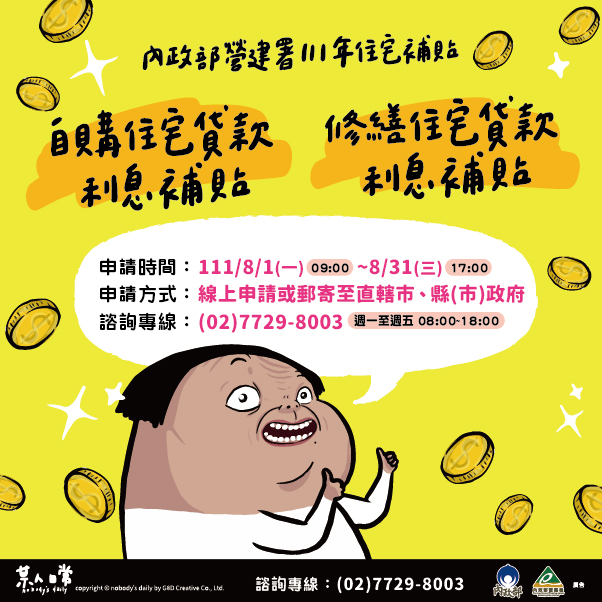 內政部營建署111年住宅補貼
自購住宅貸款
利息補貼
修繕住宅貸款
利息補貼
申請時間：111/8/1(一) 09:00 ~8/31(三) 17:00
申請方式：線上申請或郵寄至直轄市、縣(市)政府
諮詢專線：(02)7729-8003 週一至週五 08:00~18:00
某人日常
nobody's daily
copyright © nobody's daily by G8D Creative Co., Ltd.
諮詢專線：(02)7729-8003
內政部
內政部營建署
廣告